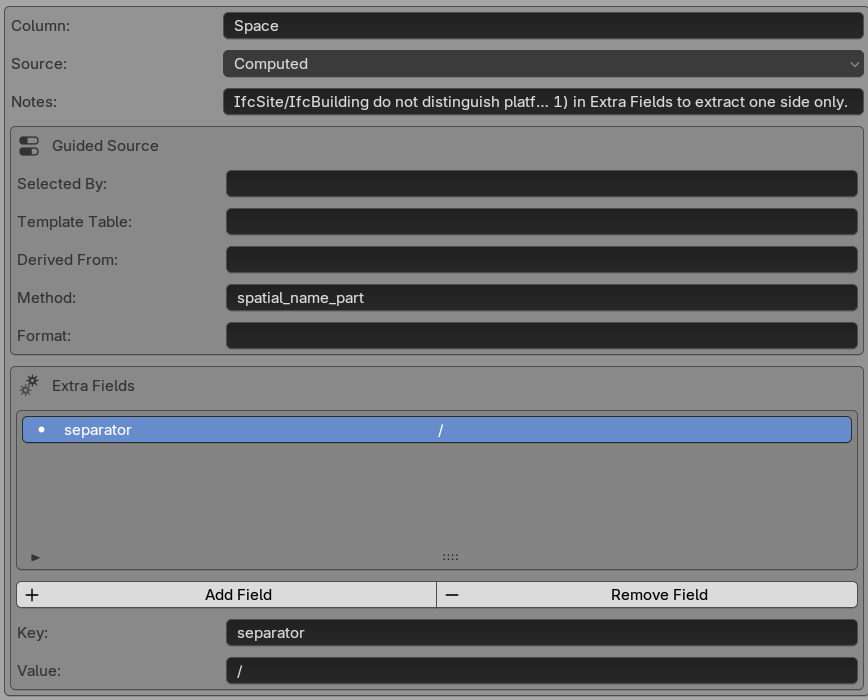 Column: Space
Source: Computed
Notes: IfcSite/IfcBuilding do not distinguish platf... 1) in Extra Fields to extract one side only.
Guided Source
Selected By:
Template Table:
Derived From:
Method: spatial_name_part
Format:
Extra Fields
separator /
Add Field Remove Field
Key: separator
Value: /